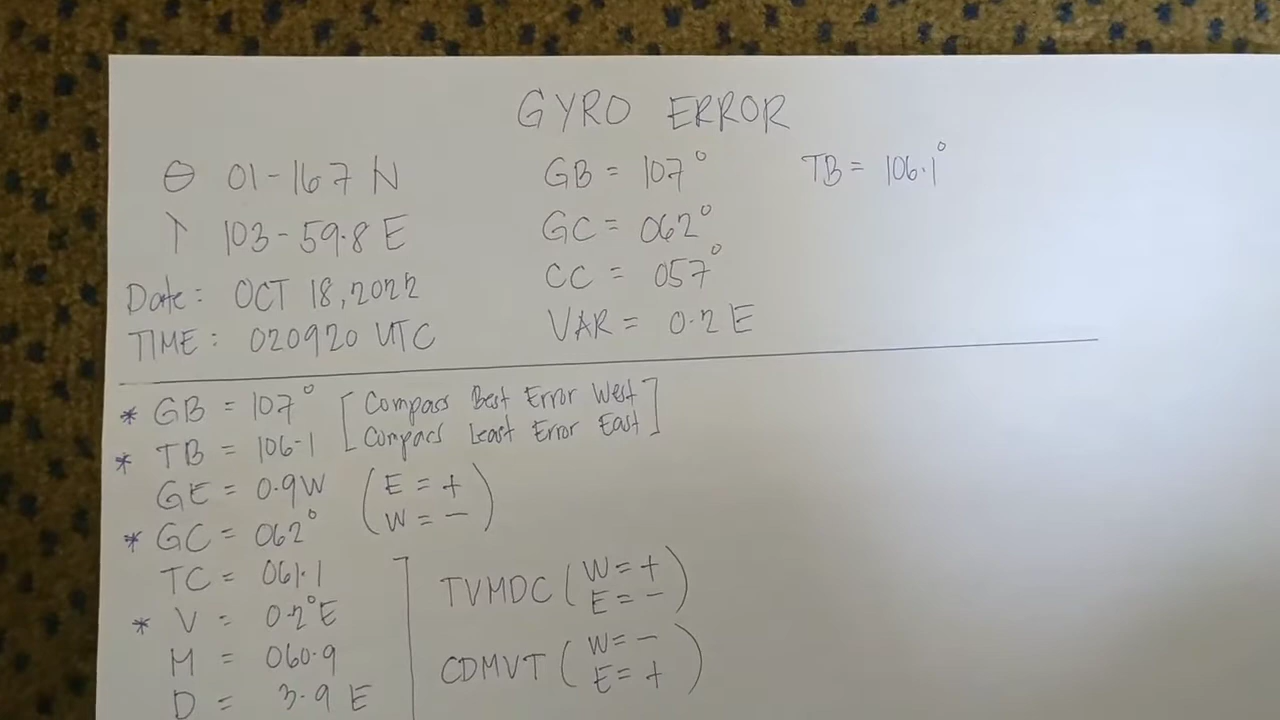 GYRO ERROR
θ 01-16.7 N
λ 103-59.8 E
Date: OCT 18, 2022
TIME: 020920 UTC
GB = 107°
GC = 062°
CC = 057°
VAR = 0.2 E
TB = 106.1°
* GB = 107° [Compass Best Error West
* TB = 106.1 Compass Least Error East]
GE = 0.9W (E = +
W = -)
* GC = 062°
TC = 061.1
* V = 0.2°E
M = 060.9
D = 3.9 E
TVMDC (W = +
E = -)
CDMVT (W = -
E = +)